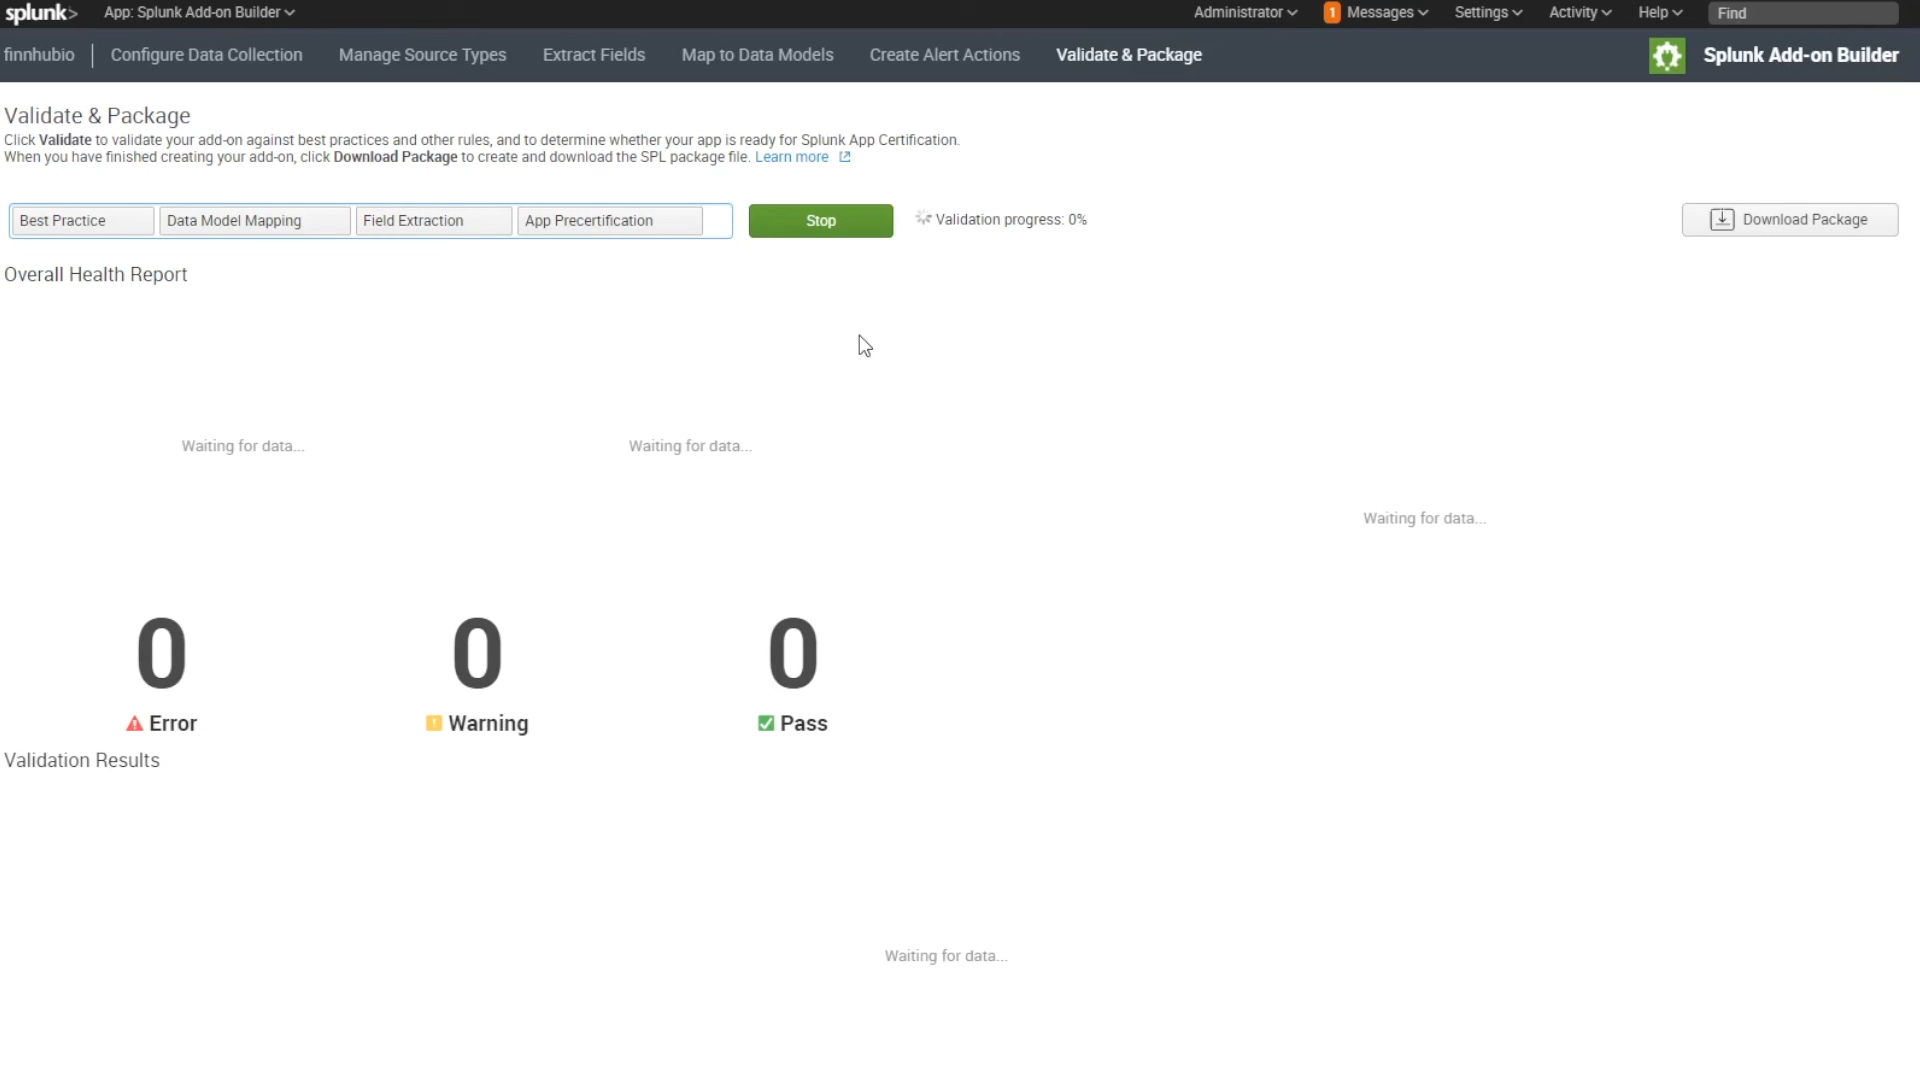 splunk> App: Splunk Add-on Builder Administrator 1 Messages Settings Activity Help Find
finnhubio Configure Data Collection Manage Source Types Extract Fields Map to Data Models Create Alert Actions Validate & Package Splunk Add-on Builder
Validate & Package
Click Validate to validate your add-on against best practices and other rules, and to determine whether your app is ready for Splunk App Certification.
When you have finished creating your add-on, click Download Package to create and download the SPL package file. Learn more
Best Practice Data Model Mapping Field Extraction App Precertification Stop Validation progress: 0% Download Package
Overall Health Report
Waiting for data... Waiting for data...
Waiting for data...
0 0 0
Error Warning Pass
Validation Results
Waiting for data...